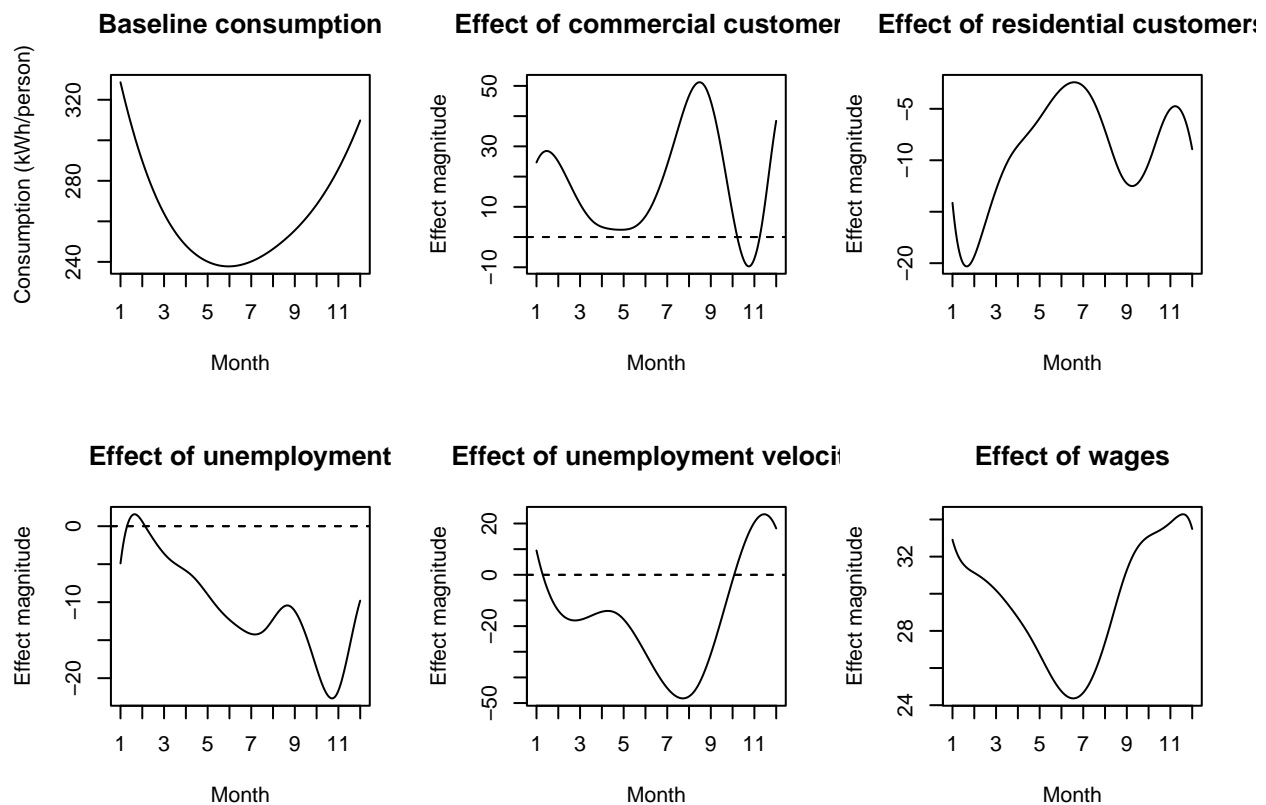 Baseline consumption
Consumption (kWh/person)
320
280
240
1 3 5 7 9 11
Month
Effect of commercial customer
Effect magnitude
50
30
10
−10
1 3 5 7 9 11
Month
Effect of residential customers
Effect magnitude
−5
−10
−20
1 3 5 7 9 11
Month
Effect of unemployment
Effect magnitude
0
−10
−20
1 3 5 7 9 11
Month
Effect of unemployment velocit
Effect magnitude
20
0
−20
−50
1 3 5 7 9 11
Month
Effect of wages
Effect magnitude
32
28
24
1 3 5 7 9 11
Month